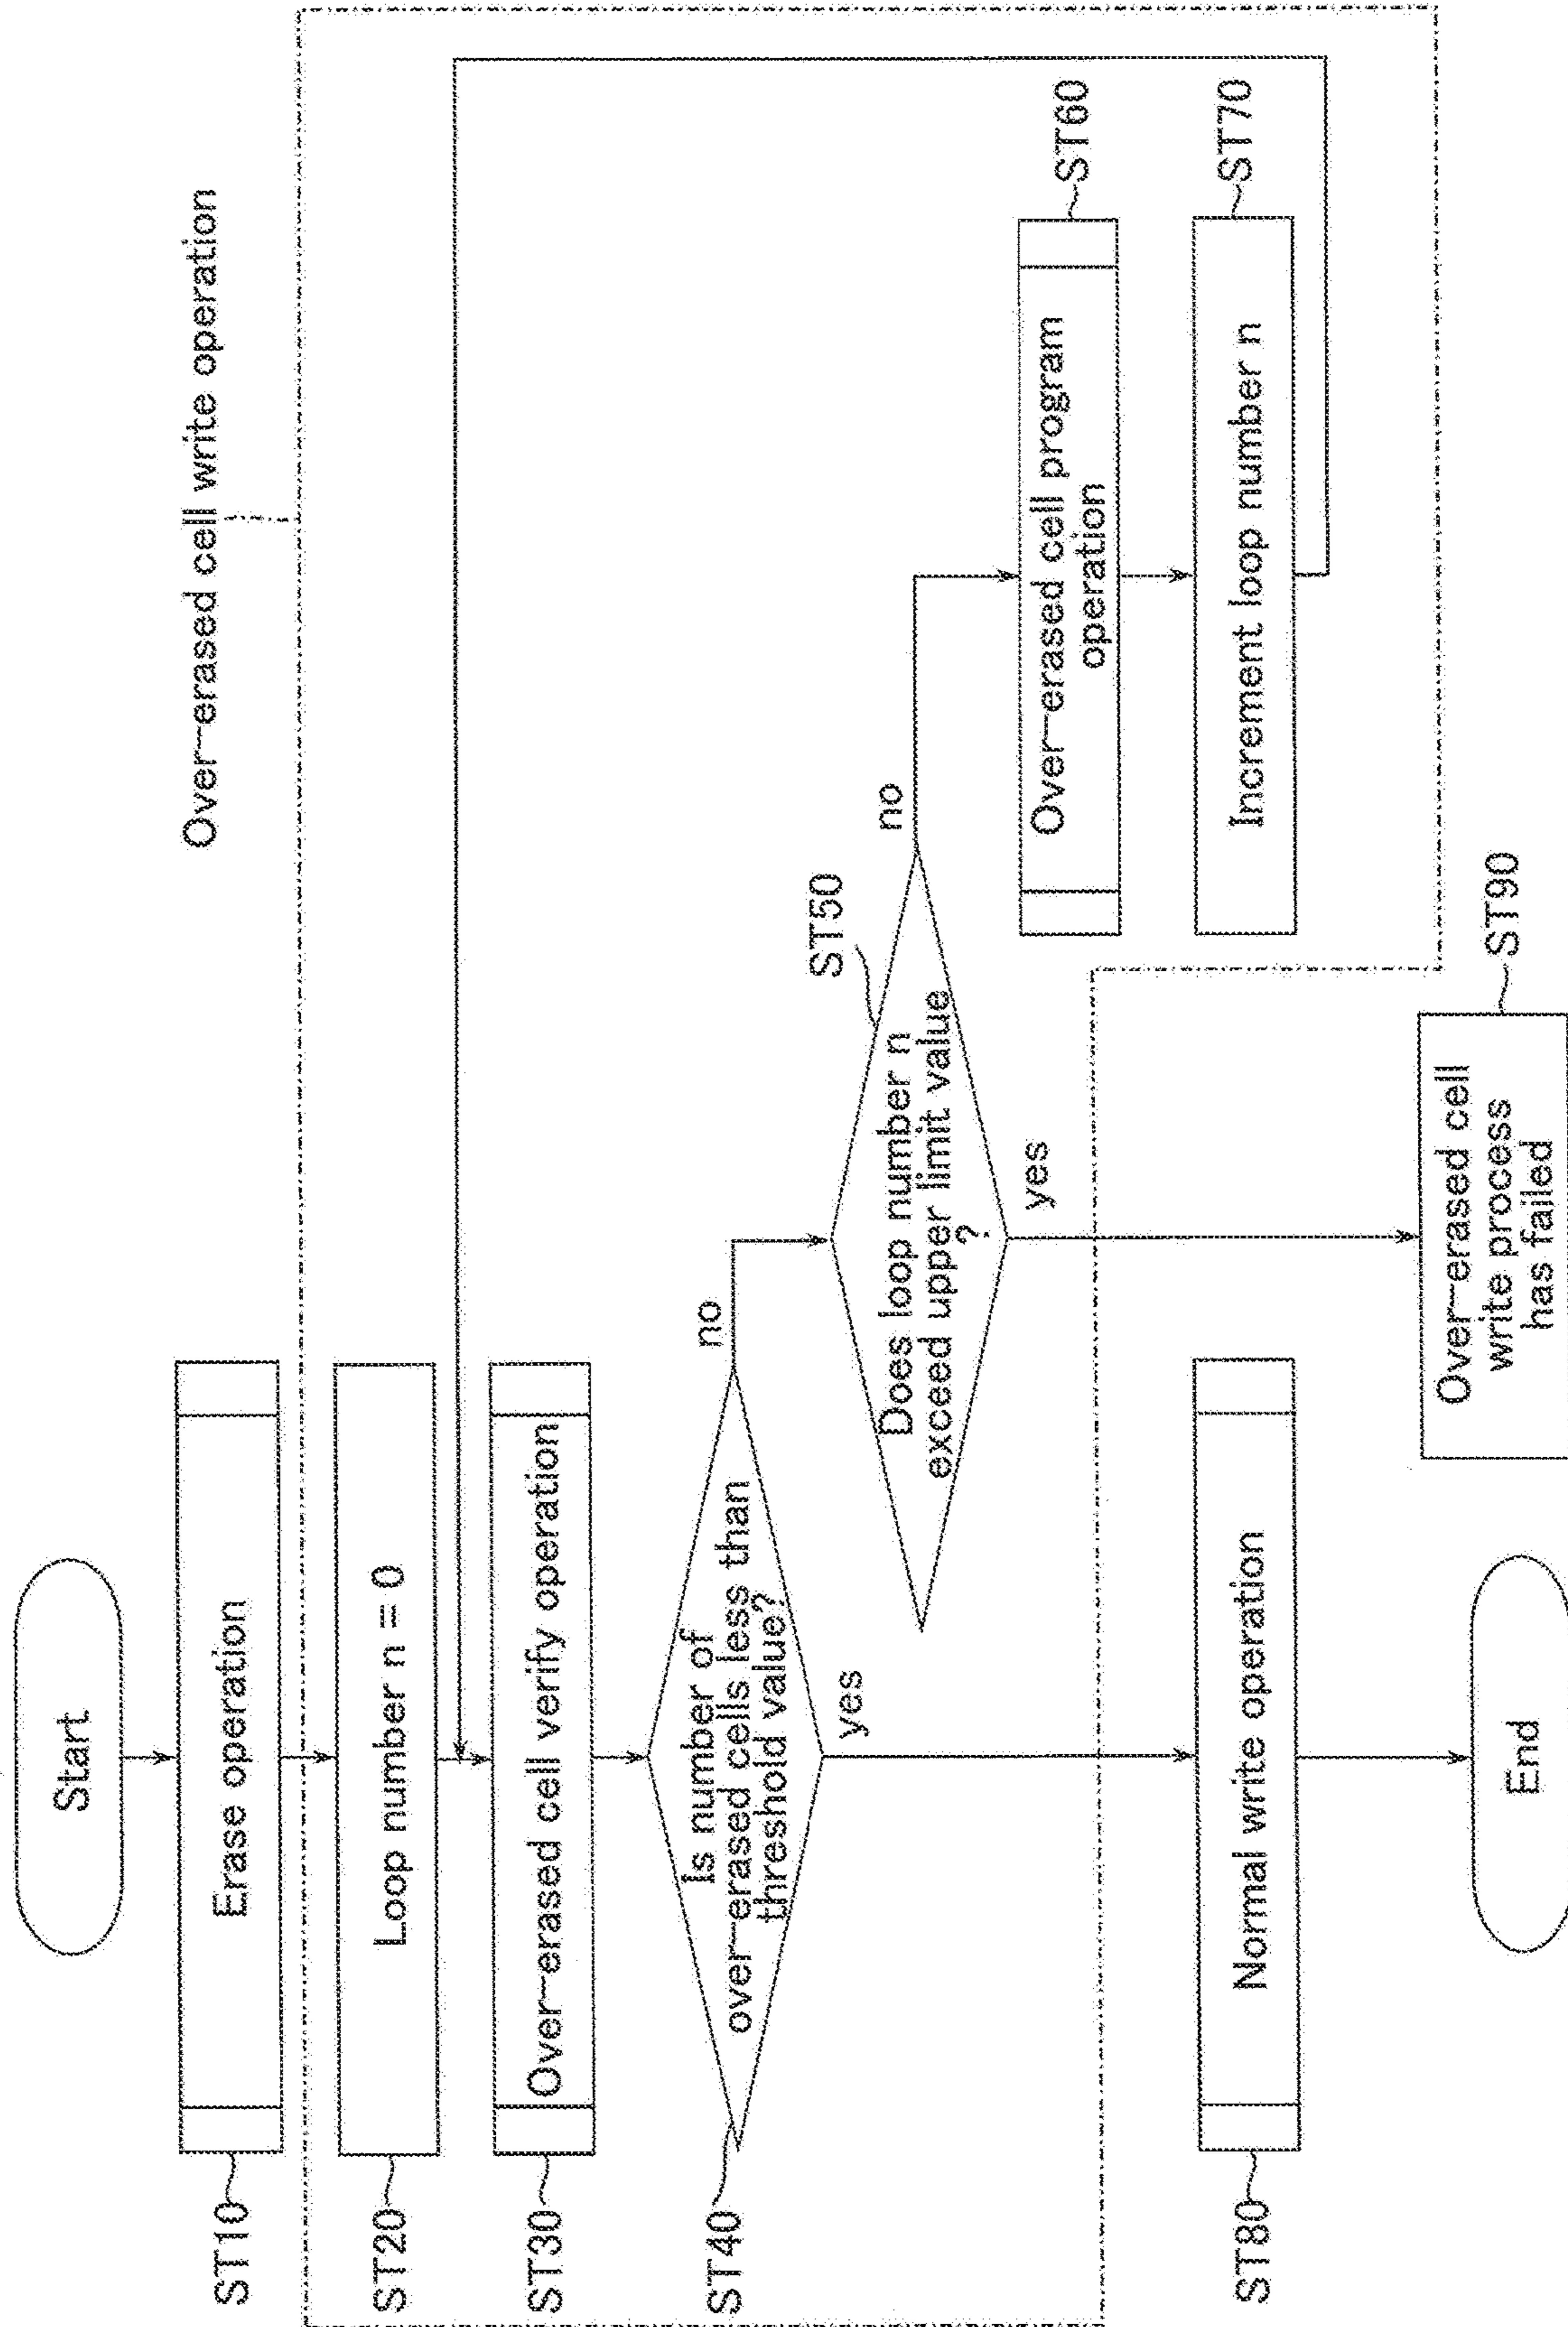 Start
ST10
Erase operation
Over-erased cell write operation
ST20
Loop number n = 0
ST30
Over-erased cell verify operation
ST40
Is number of
over-erased cells less than
threshold value?
no
yes
ST50
Does loop number n
exceed upper limit value
?
no
yes
Over-erased cell program
operation
ST60
Increment loop number n
ST70
ST80
Normal write operation
Over-erased cell
write process
has failed
ST90
End